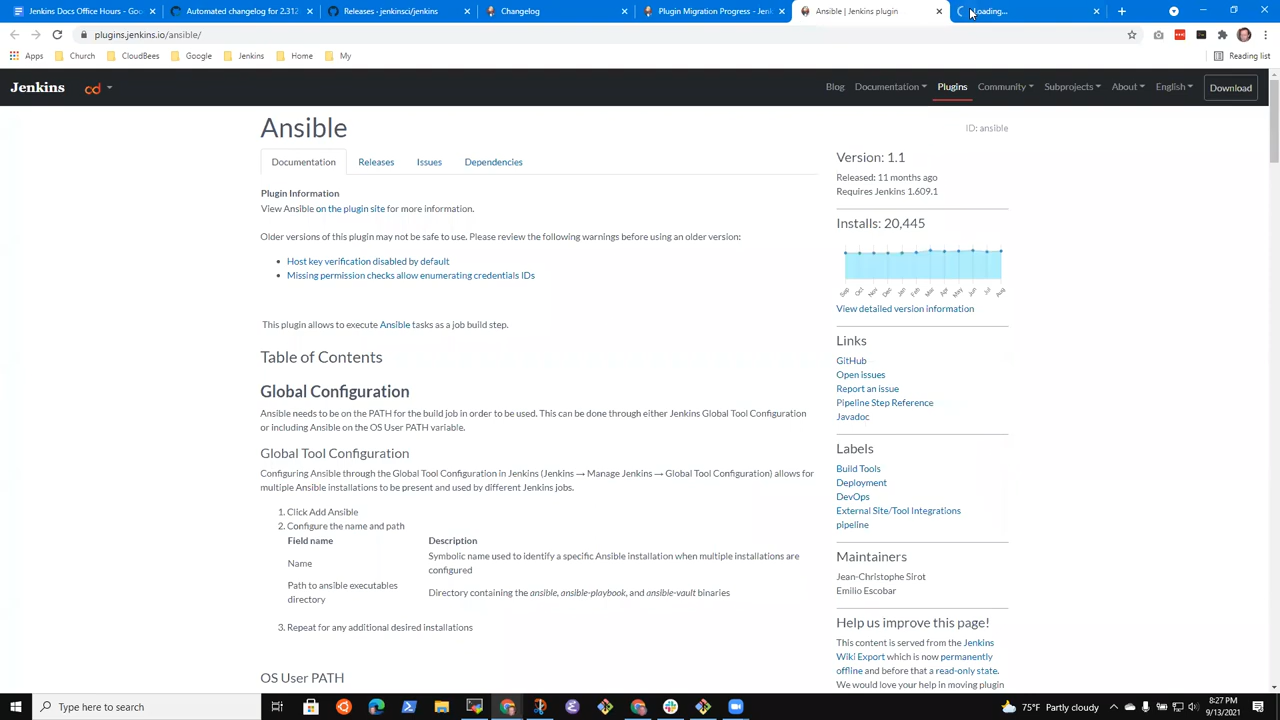 Jenkins Docs Office Hours - Goo
Automated changelog for 2.312
Releases · jenkinsci/jenkins
Changelog
Plugin Migration Progress - Jenk
Ansible | Jenkins plugin
Loading...
plugins.jenkins.io/ansible/
Apps
Church
CloudBees
Google
Jenkins
Home
My
Reading list
Jenkins
cd
Blog
Documentation
Plugins
Community
Subprojects
About
English
Download
Ansible
ID: ansible
Documentation
Releases
Issues
Dependencies
Plugin Information
View Ansible on the plugin site for more information.
Older versions of this plugin may not be safe to use. Please review the following warnings before using an older version:
• Host key verification disabled by default
• Missing permission checks allow enumerating credentials IDs
This plugin allows to execute Ansible tasks as a job build step.
Table of Contents
Global Configuration
Ansible needs to be on the PATH for the build job in order to be used. This can be done through either Jenkins Global Tool Configuration
or including Ansible on the OS User PATH variable.
Global Tool Configuration
Configuring Ansible through the Global Tool Configuration in Jenkins (Jenkins → Manage Jenkins → Global Tool Configuration) allows for
multiple Ansible installations to be present and used by different Jenkins jobs.
1. Click Add Ansible
2. Configure the name and path
Field name
Description
Name
Symbolic name used to identify a specific Ansible installation when multiple installations are
configured
Path to ansible executables
directory
Directory containing the ansible, ansible-playbook, and ansible-vault binaries
3. Repeat for any additional desired installations
OS User PATH
Version: 1.1
Released: 11 months ago
Requires Jenkins 1.609.1
Installs: 20,445
Sep
Oct
Nov
Dec
Jan
Feb
Mar
Apr
May
Jun
Jul
Aug
View detailed version information
Links
GitHub
Open issues
Report an issue
Pipeline Step Reference
Javadoc
Labels
Build Tools
Deployment
DevOps
External Site/Tool Integrations
pipeline
Maintainers
Jean-Christophe Sirot
Emilio Escobar
Help us improve this page!
This content is served from the Jenkins
Wiki Export which is now permanently
offline and before that a read-only state.
We would love your help in moving plugin
Type here to search
75°F Partly cloudy
8:27 PM
9/13/2021